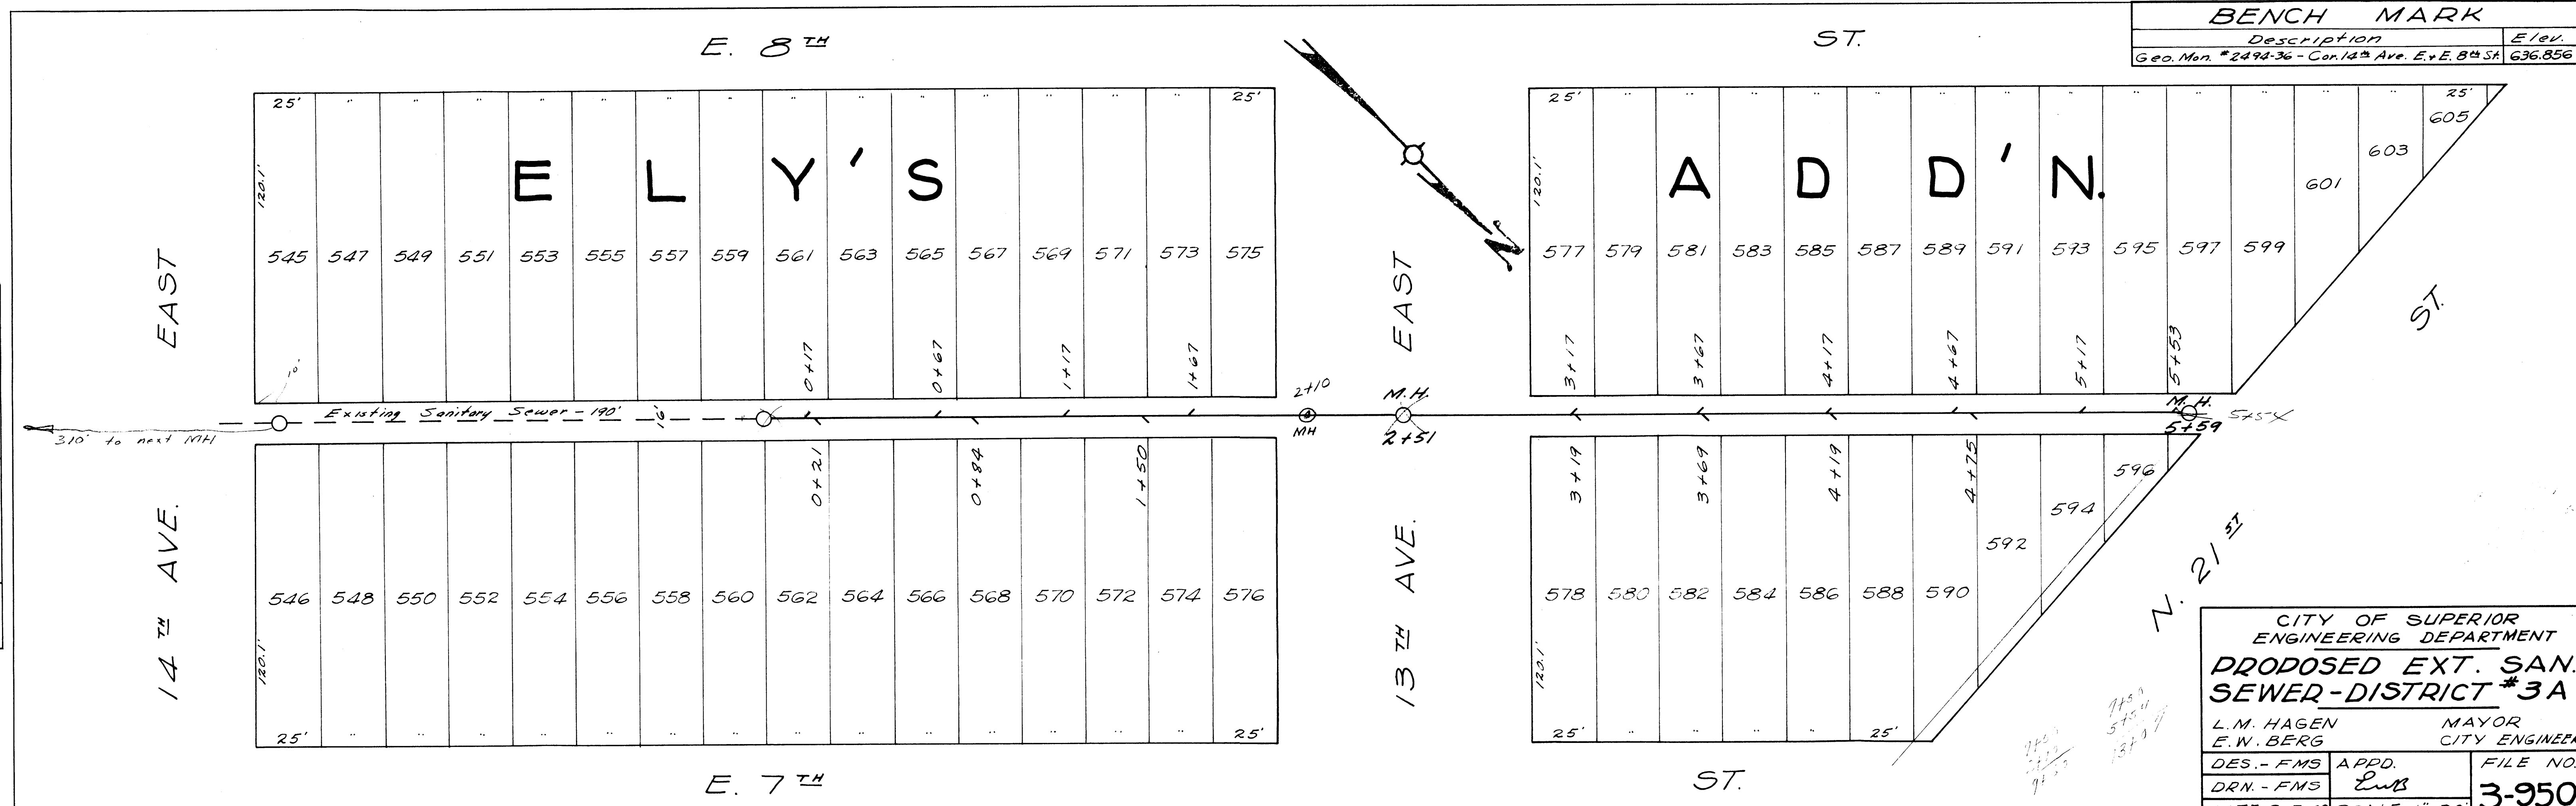 BENCH MARK
Description Elev.
Geo. Mon. #2494-36 - Cor. 14th Ave. E. & E. 8th St. 636.856
E. 8TH ST.
25' " " " " " " " " " " " " " " 25'
25' " " " " " " " " " " " " " 25'
605
603
601
ELY'S ADD'N.
120.1'
120.1'
N
545 547 549 551 553 555 557 559 561 563 565 567 569 571 573 575
577 579 581 583 585 587 589 591 593 595 597 599
14TH AVE. EAST
13TH AVE. EAST
N. 21ST ST.
0+17 0+67 1+17 1+67
3+17 3+67 4+17 4+67 5+17 5+53
10'
Existing Sanitary Sewer - 190'
16'
310' to next MH
2+10
MH
M.H.
2+51
M.H.
5+59
5+54
0+21 0+84 1+50
3+19 3+69 4+19 4+75
596
594
592
546 548 550 552 554 556 558 560 562 564 566 568 570 572 574 576
578 580 582 584 586 588 590
120.1'
120.1'
25' " " " " " " " " " " " " " " 25'
25' " " " " 25'
E. 7TH ST.
CITY OF SUPERIOR
ENGINEERING DEPARTMENT
PROPOSED EXT. SAN.
SEWER-DISTRICT #3A
L.M. HAGEN MAYOR
E.W. BERG CITY ENGINEER
DES. - FMS APPD. FILE NO.
DRN. - FMS EWB 3-950